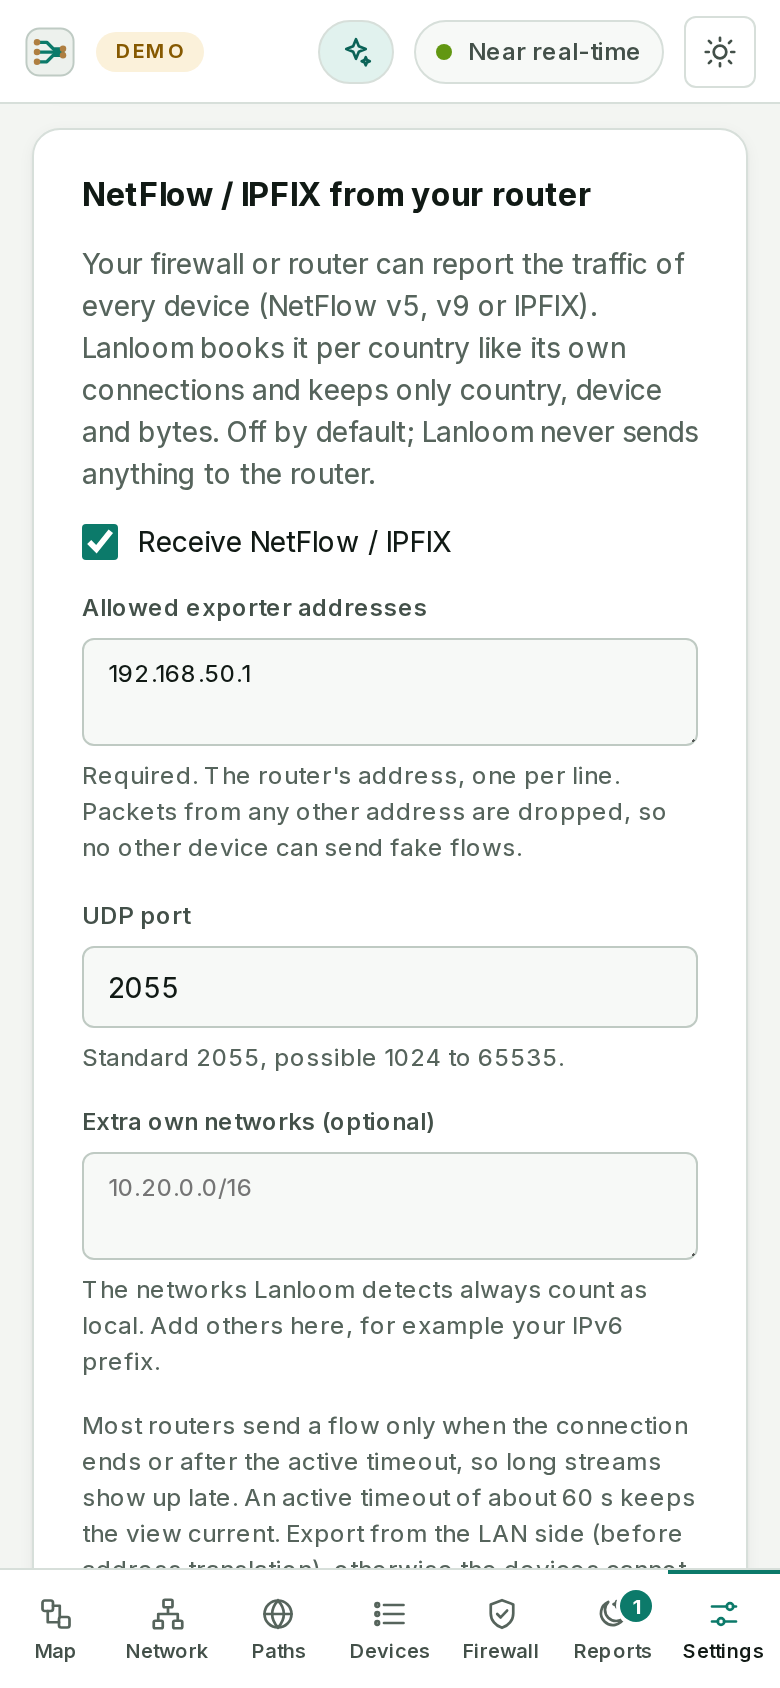 DEMO
Near real-time
NetFlow / IPFIX from your router
Your firewall or router can report the traffic of
every device (NetFlow v5, v9 or IPFIX).
Lanloom books it per country like its own
connections and keeps only country, device
and bytes. Off by default; Lanloom never sends
anything to the router.
Receive NetFlow / IPFIX
Allowed exporter addresses
192.168.50.1
Required. The router's address, one per line.
Packets from any other address are dropped, so
no other device can send fake flows.
UDP port
2055
Standard 2055, possible 1024 to 65535.
Extra own networks (optional)
10.20.0.0/16
The networks Lanloom detects always count as
local. Add others here, for example your IPv6
prefix.
Most routers send a flow only when the connection
ends or after the active timeout, so long streams
show up late. An active timeout of about 60 s keeps
the view current. Export from the LAN side (before
address translation), otherwise the devices cannot
Map
Network
Paths
Devices
Firewall
1
Reports
Settings